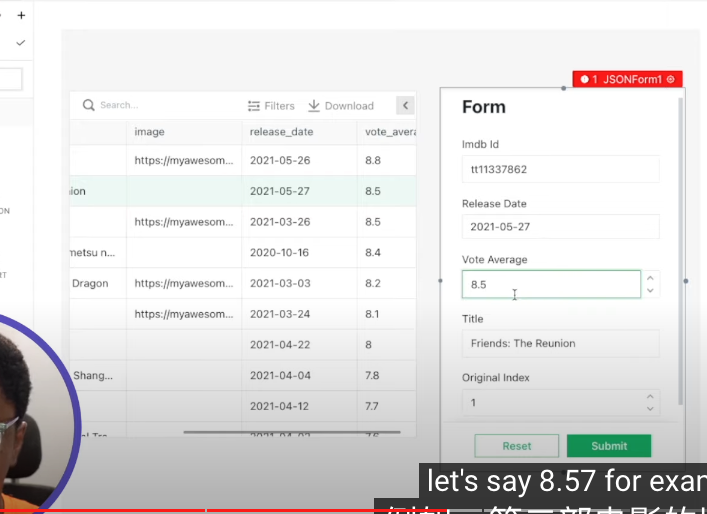 1 JSONForm1
Search...
Filters
Download
image
release_date
https://myawesom...
2021-05-26
8.8
2021-05-27
8.5
https://myawesom...
2021-03-26
8.5
2020-10-16
8.4
Dragon
https://myawesom...
2021-03-03
8.2
https://myawesom...
2021-03-24
8.1
2021-04-22
8
Shang...
2021-04-04
7.8
2021-04-12
7.7
Form
Imdb Id
tt11337862
Release Date
2021-05-27
Vote Average
8.5
Title
Friends: The Reunion
Original Index
1
Reset
Submit
let's say 8.57 for